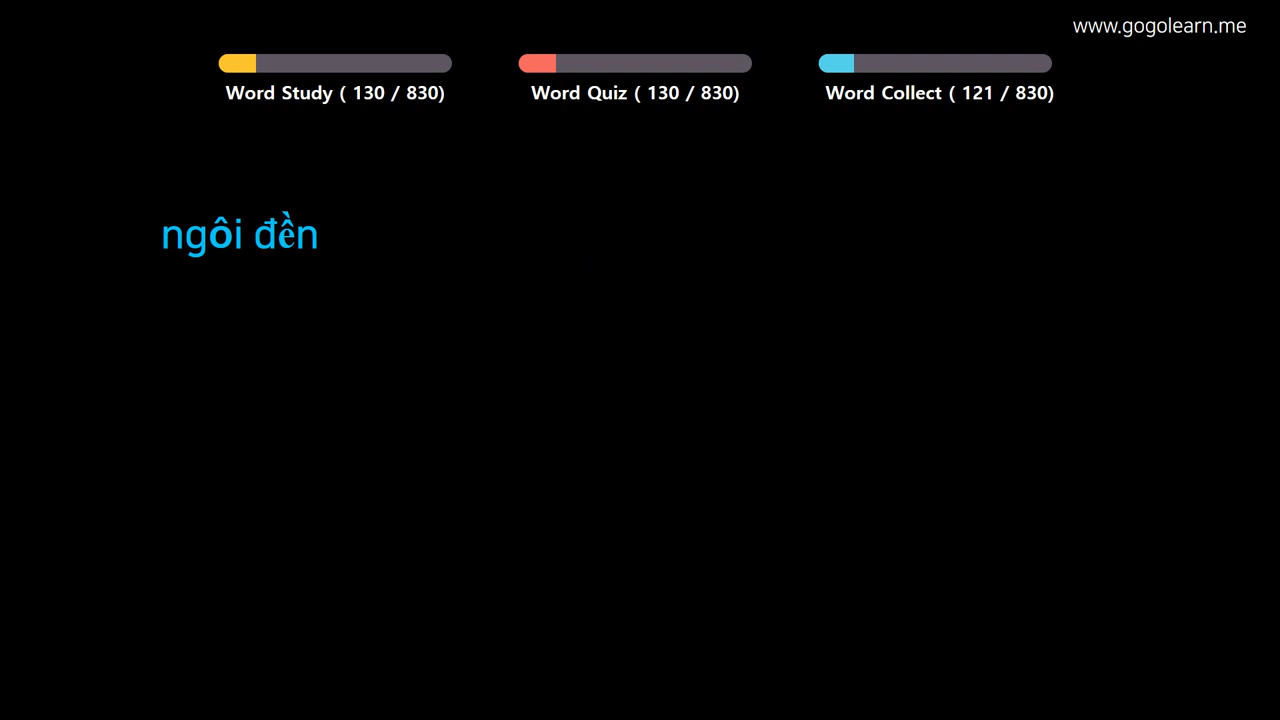 www.gogolearn.me
Word Study ( 130 / 830)
Word Quiz ( 130 / 830)
Word Collect ( 121 / 830)
ngôi đền